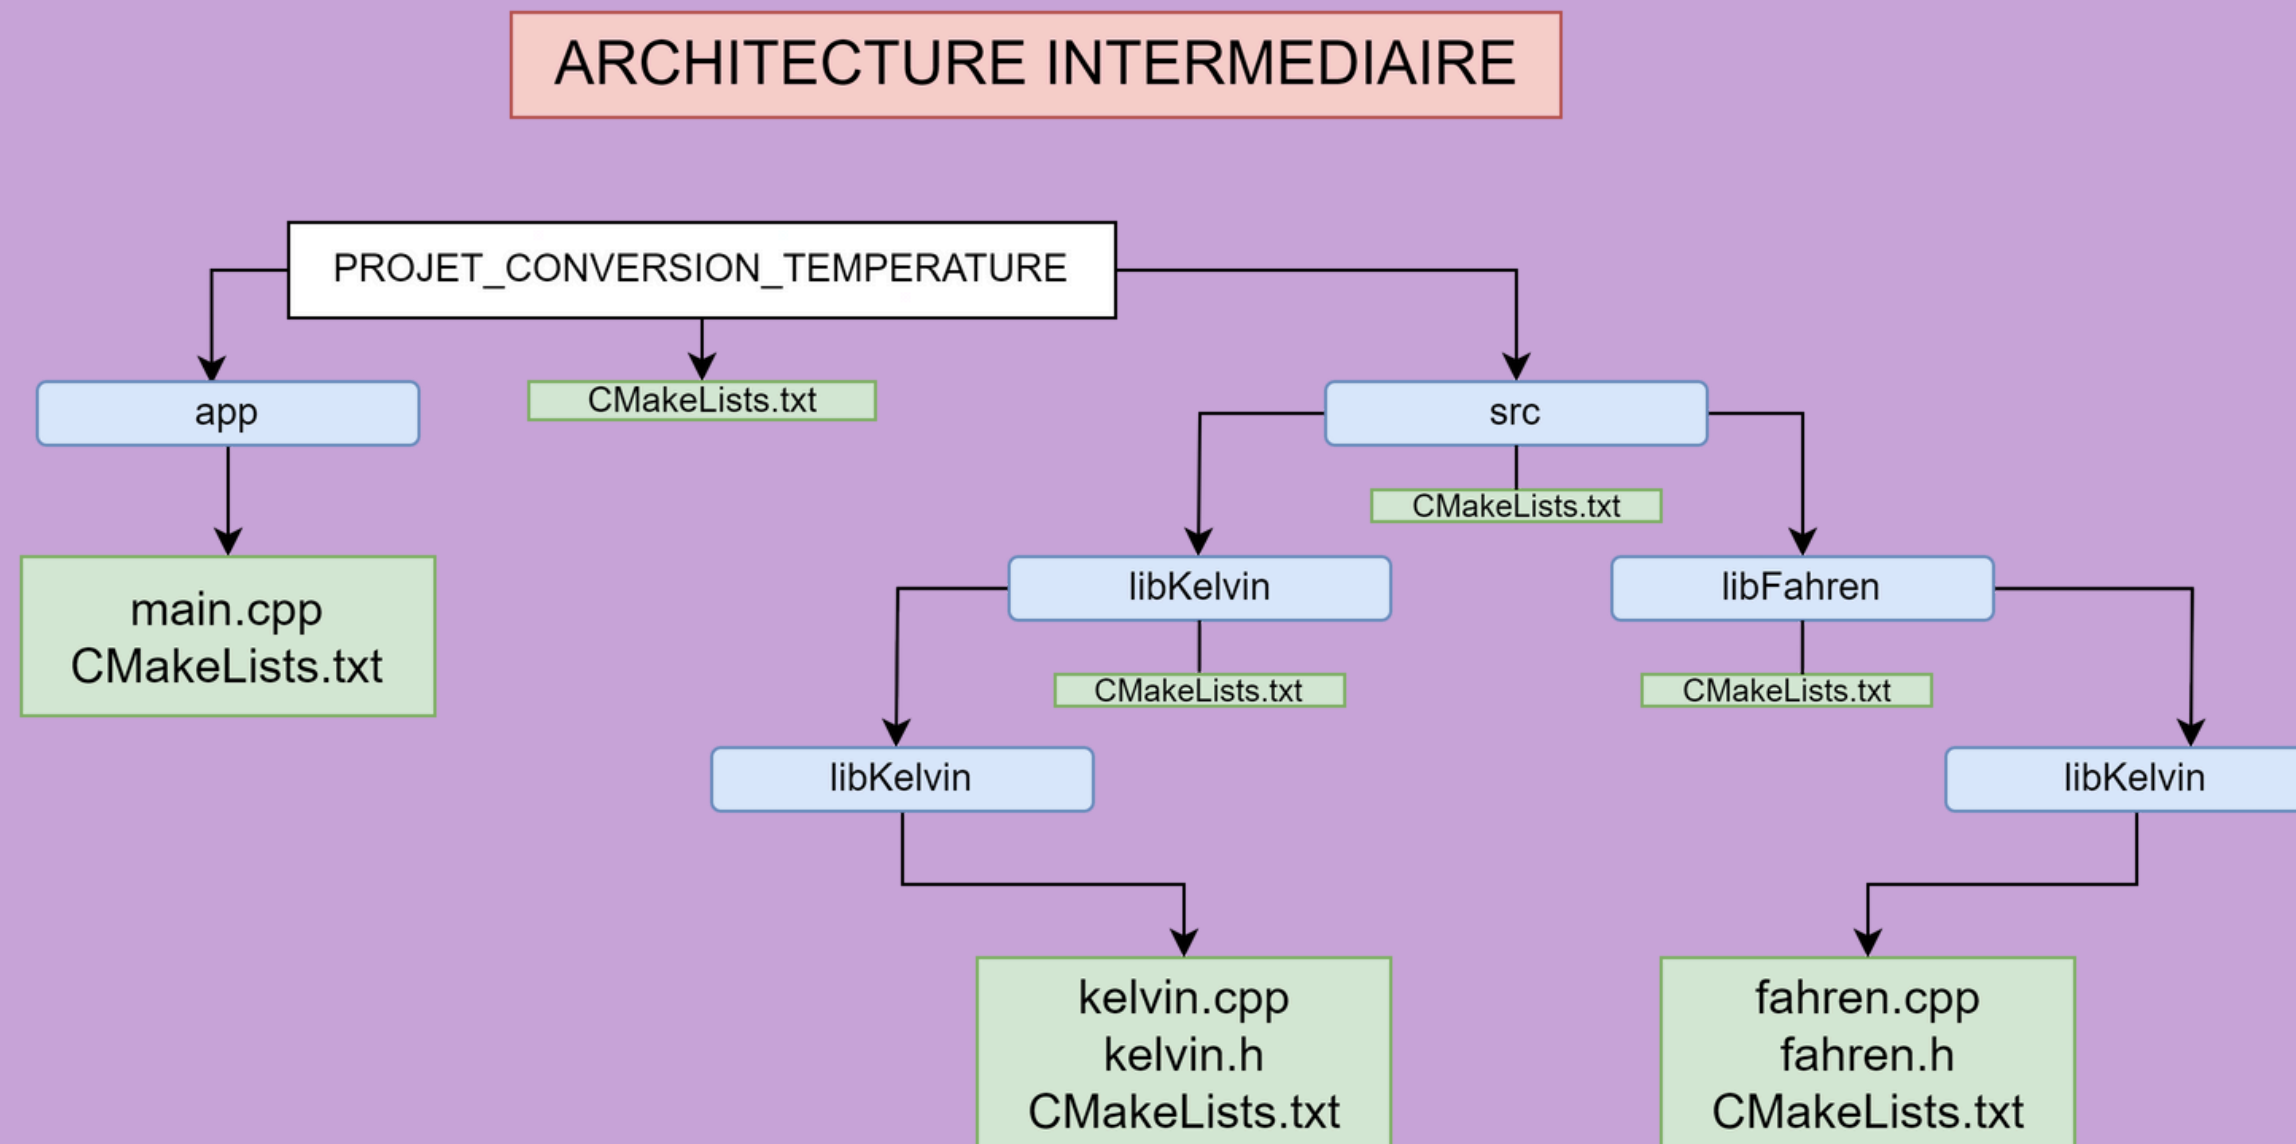 ARCHITECTURE INTERMEDIAIRE
PROJET_CONVERSION_TEMPERATURE
app
CMakeLists.txt
src
CMakeLists.txt
main.cpp
CMakeLists.txt
libKelvin
libFahren
CMakeLists.txt
CMakeLists.txt
libKelvin
libKelvin
kelvin.cpp
kelvin.h
CMakeLists.txt
fahren.cpp
fahren.h
CMakeLists.txt